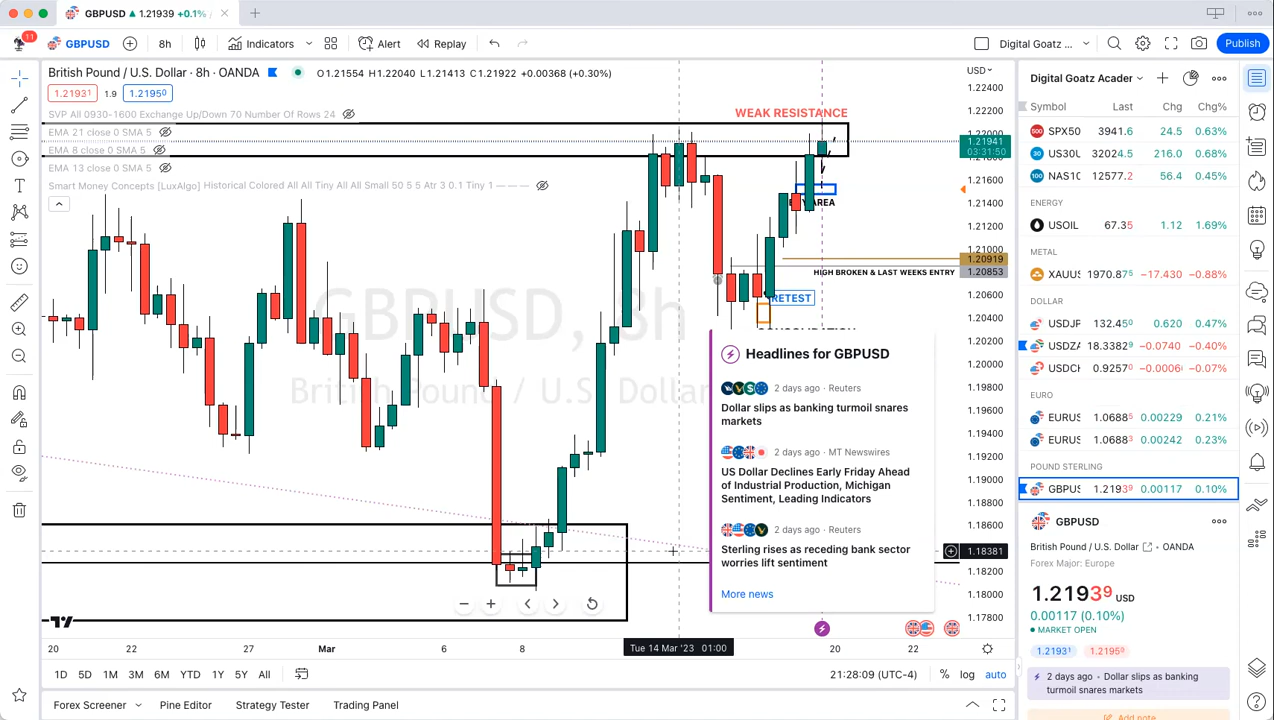 GBPUSD ▲ 1.21939 +0.1%
11
GBPUSD
8h
Indicators
Alert
Replay
Digital Goatz ...
Publish
British Pound / U.S. Dollar · 8h · OANDA
O1.21554 H1.22040 L1.21413 C1.21922 +0.00368 (+0.30%)
1.21931
1.9
1.21950
SVP All 0930-1600 Exchange Up/Down 70 Number Of Rows 24
EMA 21 close 0 SMA 5
EMA 8 close 0 SMA 5
EMA 13 close 0 SMA 5
Smart Money Concepts [LuxAlgo] Historical Colored All All Tiny All All Small 50 5 5 Atr 3 0.1 Tiny 1
GBPUSD, 8h
British Pound / U.S. Dollar
WEAK RESISTANCE
AREA
HIGH BROKEN & LAST WEEKS ENTRY
RETEST
USD
1.22400
1.22200
1.22000
1.21941
03:31:50
1.21600
1.21400
1.21200
1.21000
1.20919
1.20853
1.20600
1.20400
1.20200
1.20000
1.19800
1.19600
1.19400
1.19200
1.19000
1.18800
1.18600
1.18381
1.18200
1.18000
1.17800
Headlines for GBPUSD
2 days ago · Reuters
Dollar slips as banking turmoil snares
markets
2 days ago · MT Newswires
US Dollar Declines Early Friday Ahead
of Industrial Production, Michigan
Sentiment, Leading Indicators
2 days ago · Reuters
Sterling rises as receding bank sector
worries lift sentiment
More news
20
22
27
Mar
6
8
Tue 14 Mar '23 01:00
20
22
1D 5D 1M 3M 6M YTD 1Y 5Y All
21:28:09 (UTC-4)
%
log
auto
Forex Screener
Pine Editor
Strategy Tester
Trading Panel
Digital Goatz Acader
Symbol Last Chg Chg%
SPX50 3941.6 24.5 0.63%
US30L 32024.5 216.0 0.68%
NAS10 12577.2 56.4 0.45%
ENERGY
USOIL 67.35 1.12 1.69%
METAL
XAUUS 1970.875 −17.430 −0.88%
DOLLAR
USDJF 132.450 0.620 0.47%
USDZA 18.33829 −0.0740 −0.40%
USDCH 0.92570 −0.0006 −0.07%
EURO
EURUS 1.06885 0.00229 0.21%
EURUS 1.06883 0.00242 0.23%
POUND STERLING
GBPUS 1.21939 0.00117 0.10%
GBPUSD
British Pound / U.S. Dollar
OANDA
Forex Major: Europe
1.21939 USD
0.00117 (0.10%)
MARKET OPEN
1.21931
1.21950
2 days ago · Dollar slips as banking
turmoil snares markets
Add note